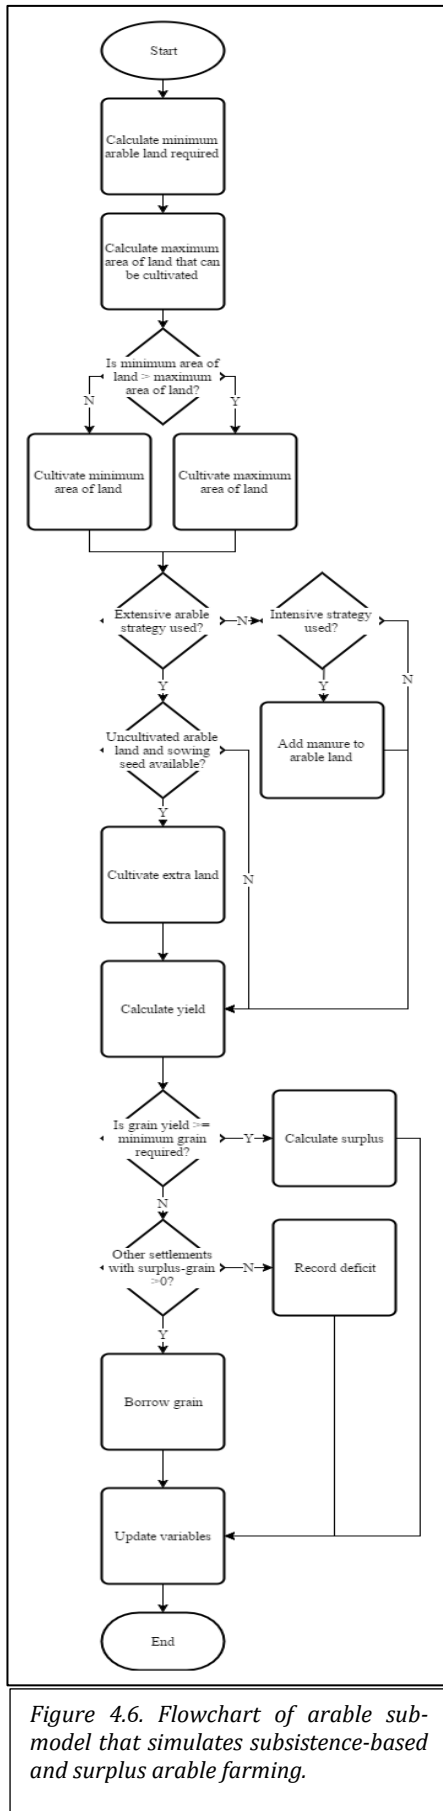 Start
Calculate minimum
arable land required
Calculate maximum
area of land that can
be cultivated
Is minimum area of
land > maximum
area of land?
N
Y
Cultivate minimum
area of land
Cultivate maximum
area of land
Extensive arable
strategy used?
N
Intensive strategy
used?
Y
Y
N
Uncultivated arable
land and sowing
seed available?
Add manure to
arable land
Y
N
Cultivate extra land
Calculate yield
Is grain yield >=
minimum grain
required?
Y
Calculate surplus
N
Other settlements
with surplus-grain
>0?
N
Record deficit
Y
Borrow grain
Update variables
End
Figure 4.6. Flowchart of arable sub-
model that simulates subsistence-based
and surplus arable farming.